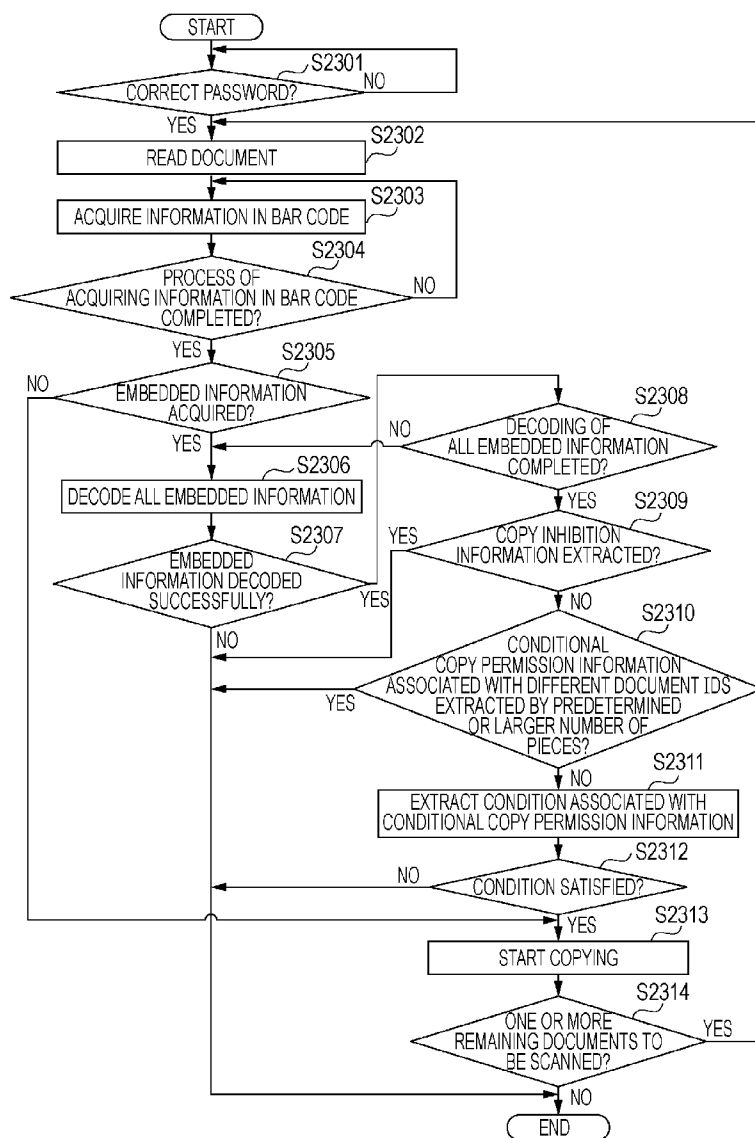 START
S2301
CORRECT PASSWORD?
NO
YES
S2302
READ DOCUMENT
S2303
ACQUIRE INFORMATION IN BAR CODE
S2304
PROCESS OF
ACQUIRING INFORMATION IN BAR CODE
COMPLETED?
NO
YES
S2305
NO
EMBEDDED INFORMATION
ACQUIRED?
YES
S2306
DECODE ALL EMBEDDED INFORMATION
S2307
EMBEDDED
INFORMATION DECODED
SUCCESSFULLY?
YES
NO
S2308
NO
DECODING OF
ALL EMBEDDED INFORMATION
COMPLETED?
YES
S2309
YES
COPY INHIBITION
INFORMATION EXTRACTED?
NO
S2310
CONDITIONAL
COPY PERMISSION INFORMATION
ASSOCIATED WITH DIFFERENT DOCUMENT IDS
EXTRACTED BY PREDETERMINED
OR LARGER NUMBER OF
PIECES?
YES
NO
S2311
EXTRACT CONDITION ASSOCIATED WITH
CONDITIONAL COPY PERMISSION INFORMATION
S2312
NO
CONDITION SATISFIED?
YES
S2313
START COPYING
S2314
ONE OR MORE
REMAINING DOCUMENTS TO
BE SCANNED?
YES
NO
END